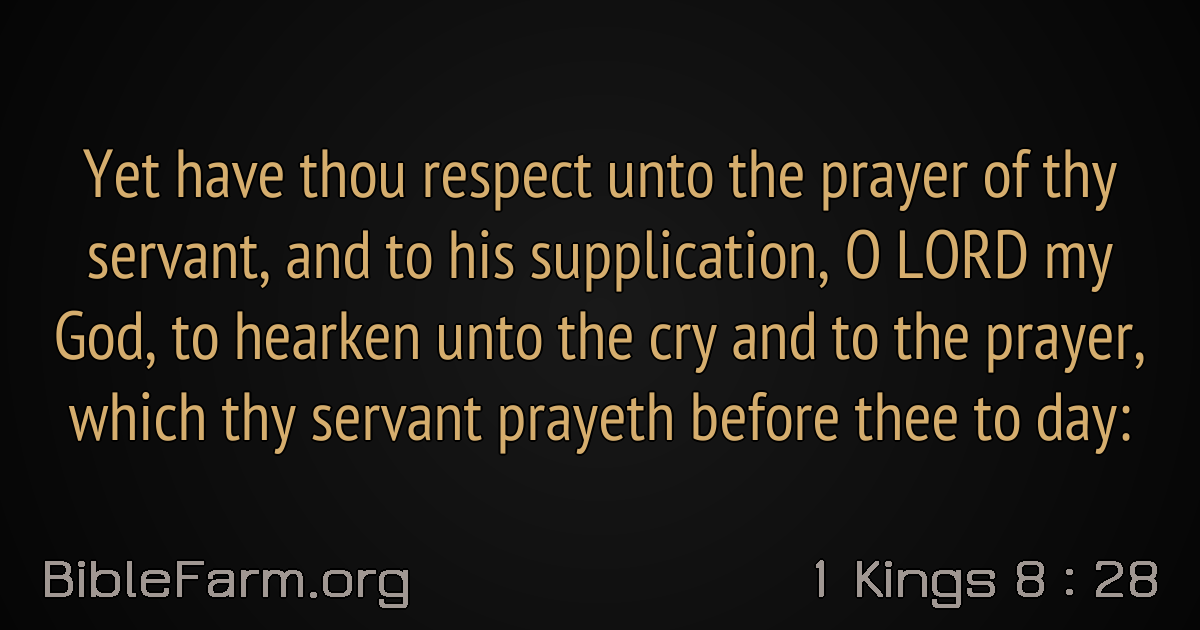 Yet have thou respect unto the prayer of thy
servant, and to his supplication, O LORD my
God, to hearken unto the cry and to the prayer,
which thy servant prayeth before thee to day:
BibleFarm.org
1 Kings 8 : 28